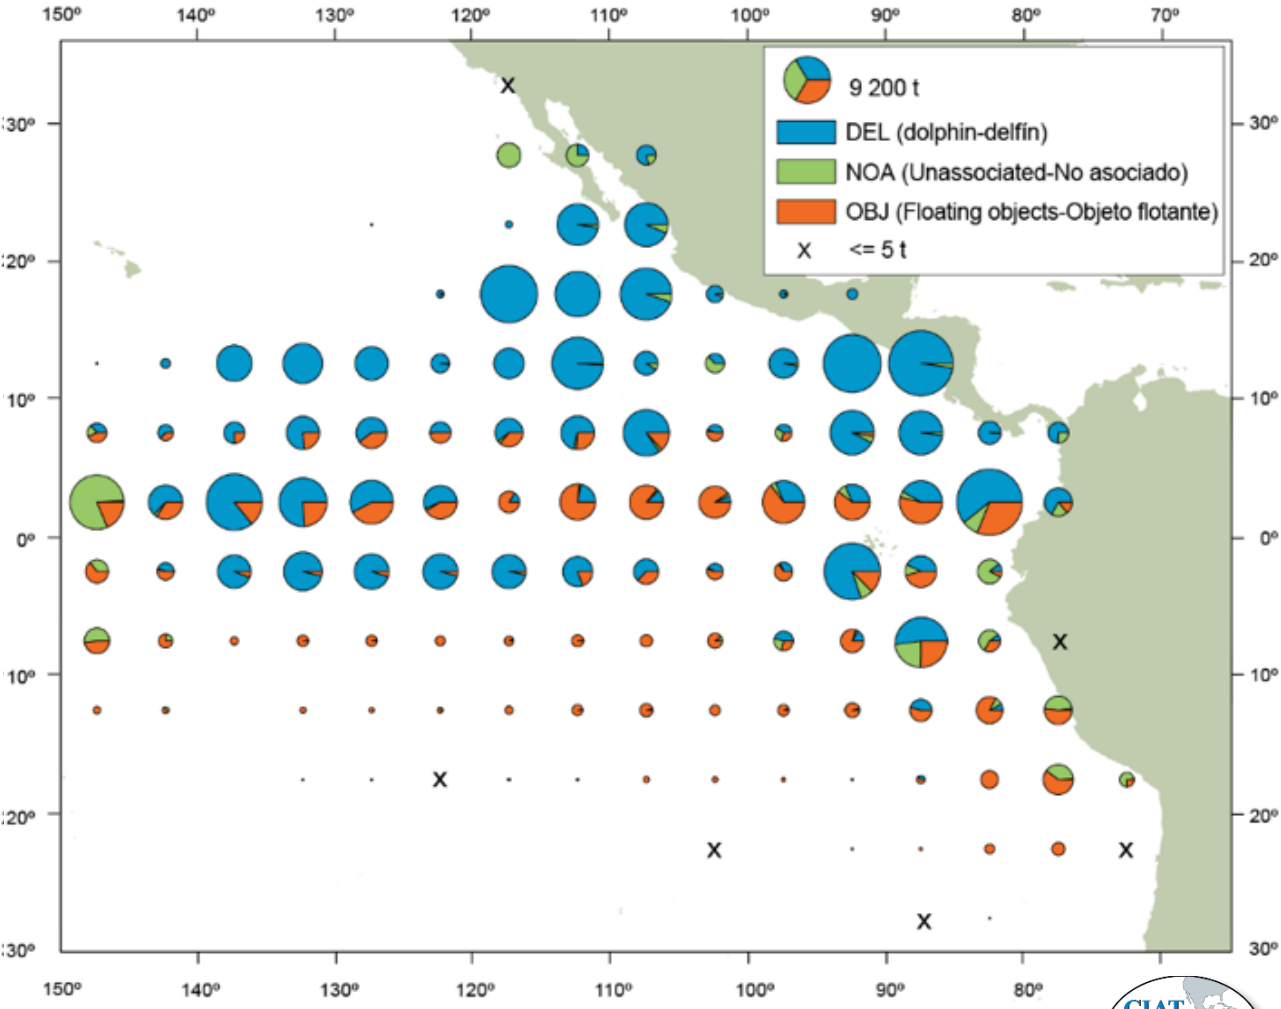 150º 140º 130º 120º 110º 100º 90º 80º 70º
9 200 t
DEL (dolphin-delfín)
NOA (Unassociated-No asociado)
OBJ (Floating objects-Objeto flotante)
X <= 5 t
X
30º 30º
20º 20º
10º 10º
0º 0º
X
10º 10º
X
20º 20º
X X
X
30º 30º
150º 140º 130º 120º 110º 100º 90º 80º
CIAT